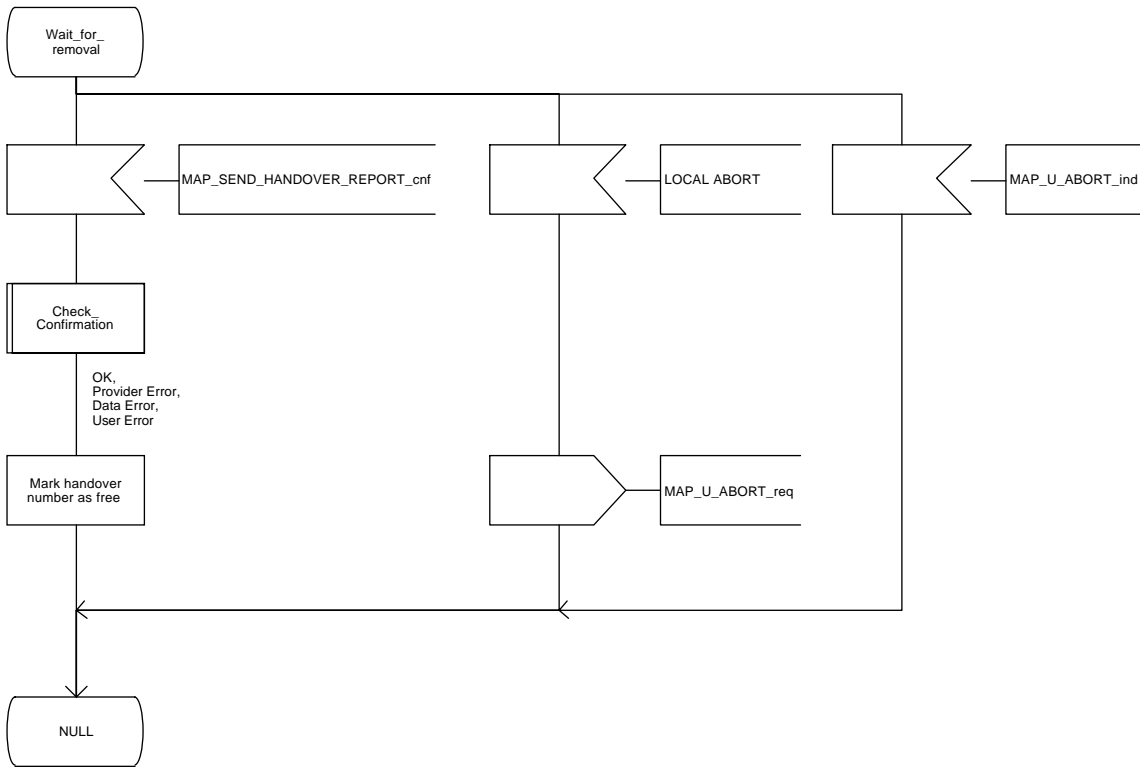 Wait_for_
removal
MAP_SEND_HANDOVER_REPORT_cnf
LOCAL ABORT
MAP_U_ABORT_ind
Check_
Confirmation
OK,
Provider Error,
Data Error,
User Error
Mark handover
number as free
MAP_U_ABORT_req
NULL